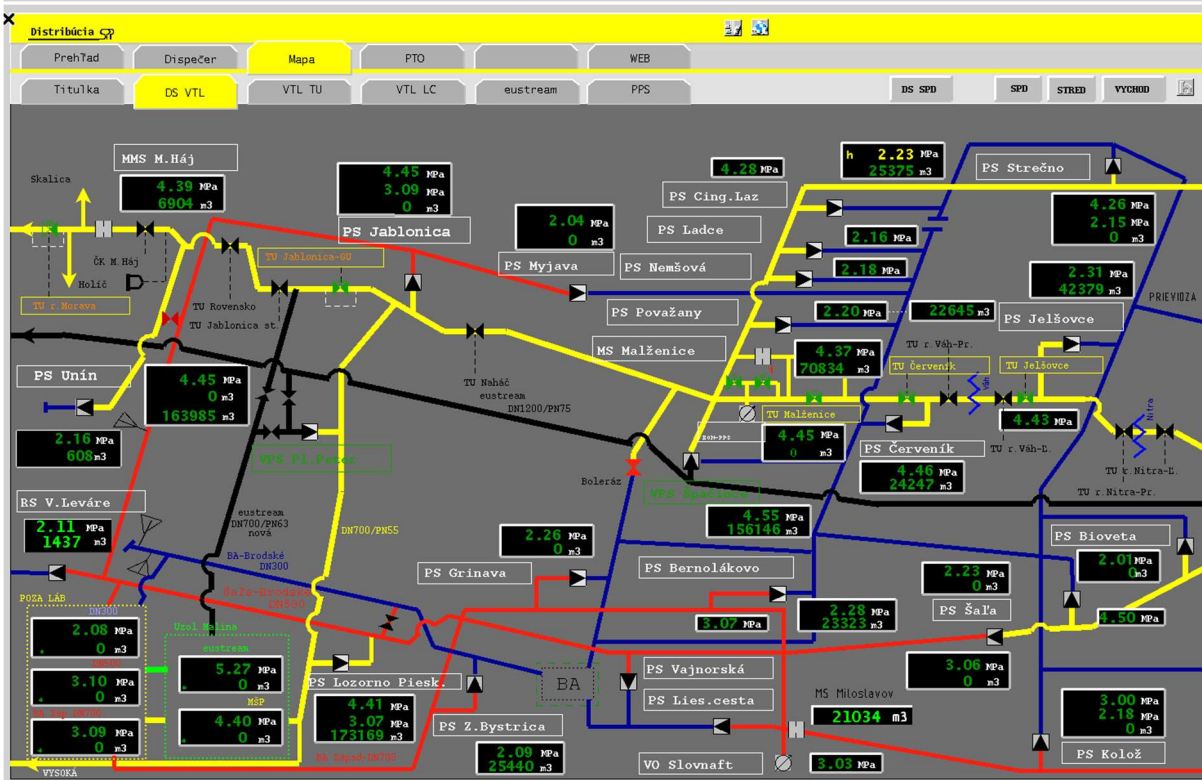 Distribúcia SPP
Prehľad
Dispečer
Mapa
PTO
WEB
Titulka
DS VTL
VTL TU
VTL LC
eustream
PPS
DS SPD
SPD
STRED
VYCHOD
MMS M.Háj
4.39 MPa
6904 m3
Skalica
ČK M.Háj
Holíč
TU r.Morava
TU Rovensko
TU Jablonica st.
TU Jablonica-GU
4.45 MPa
3.09 MPa
0 m3
PS Jablonica
2.04 MPa
0 m3
PS Myjava
4.28 MPa
PS Cing.Laz
PS Ladce
PS Nemšová
PS Považany
MS Malženice
h 2.23 MPa
25375 m3
2.16 MPa
2.18 MPa
2.20 MPa
22645 m3
PS Strečno
4.26 MPa
2.15 MPa
0 m3
2.31 MPa
42379 m3
PRIEVIDZA
PS Jelšovce
4.37 MPa
70834 m3
TU r.Váh-Pr.
TU Červeník
Váh
TU Jelšovce
TU Malženice
4.45 MPa
0 m3
PS Červeník
4.46 MPa
24247 m3
4.43 MPa
TU r.Váh-Ľ.
Nitra
TU r.Nitra-Ľ.
TU r.Nitra-Pr.
PS Unín
4.45 MPa
0 m3
163985 m3
2.16 MPa
608 m3
TU Naháč
eustream
DN1200/PN75
VPS Pl.Peter
Boleráz
VPS Špačince
4.55 MPa
156146 m3
RS V.Leváre
2.11 MPa
1437 m3
eustream
DN700/PN63
nová
DN700/PN55
BA-Brodské
DN300
2.26 MPa
0 m3
PS Grinava
PS Bernolákovo
3.07 MPa
2.28 MPa
23323 m3
PS Bioveta
2.01 MPa
0 m3
2.23 MPa
0 m3
PS Šaľa
4.50 MPa
3.06 MPa
0 m3
POZA LÁB
DN300
2.08 MPa
0 m3
3.10 MPa
0 m3
3.09 MPa
0 m3
VYSOKÁ
Uzol Malina
eustream
5.27 MPa
0 m3
MŠP
4.40 MPa
0 m3
PS Lozorno Piesk.
4.41 MPa
3.07 MPa
173169 m3
BA Západ-DN700
PS Z.Bystrica
2.09 MPa
25440 m3
BA
PS Vajnorská
PS Lies.cesta
VO Slovnaft
3.03 MPa
MS Miloslavov
21034 m3
3.00 MPa
2.18 MPa
0 m3
PS Kolož